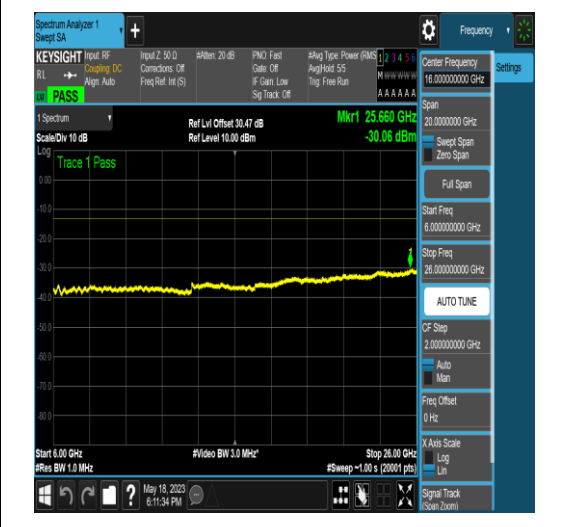 Spectrum Analyzer 1
Swept SA
+
Frequency
KEYSIGHT
RL
PASS
Input: RF
Coupling: DC
Align: Auto
Input Z: 50 Ω
Corrections: Off
Freq Ref: Int (S)
#Atten: 20 dB
PNO: Fast
Gate: Off
IF Gain: Low
Sig Track: Off
#Avg Type: Power (RMS
Avg|Hold: 5/5
Trig: Free Run
1 2 3 4 5 6
M W W W W W
A A A A A A
1 Spectrum
Scale/Div 10 dB
Ref Lvl Offset 30.47 dB
Ref Level 10.00 dBm
Mkr1 25.660 GHz
-30.06 dBm
Log
Trace 1 Pass
0.00
-10.0
-20.0
-30.0
-40.0
-50.0
-60.0
-70.0
-80.0
1
Start 6.00 GHz
#Res BW 1.0 MHz
#Video BW 3.0 MHz*
Stop 26.00 GHz
#Sweep ~1.00 s (20001 pts)
May 18, 2023
6:11:34 PM
?
Center Frequency
16.000000000 GHz
Settings
Span
20.0000000 GHz
Swept Span
Zero Span
Full Span
Start Freq
6.000000000 GHz
Stop Freq
26.000000000 GHz
AUTO TUNE
CF Step
2.000000000 GHz
Auto
Man
Freq Offset
0 Hz
X Axis Scale
Log
Lin
Signal Track
(Span Zoom)